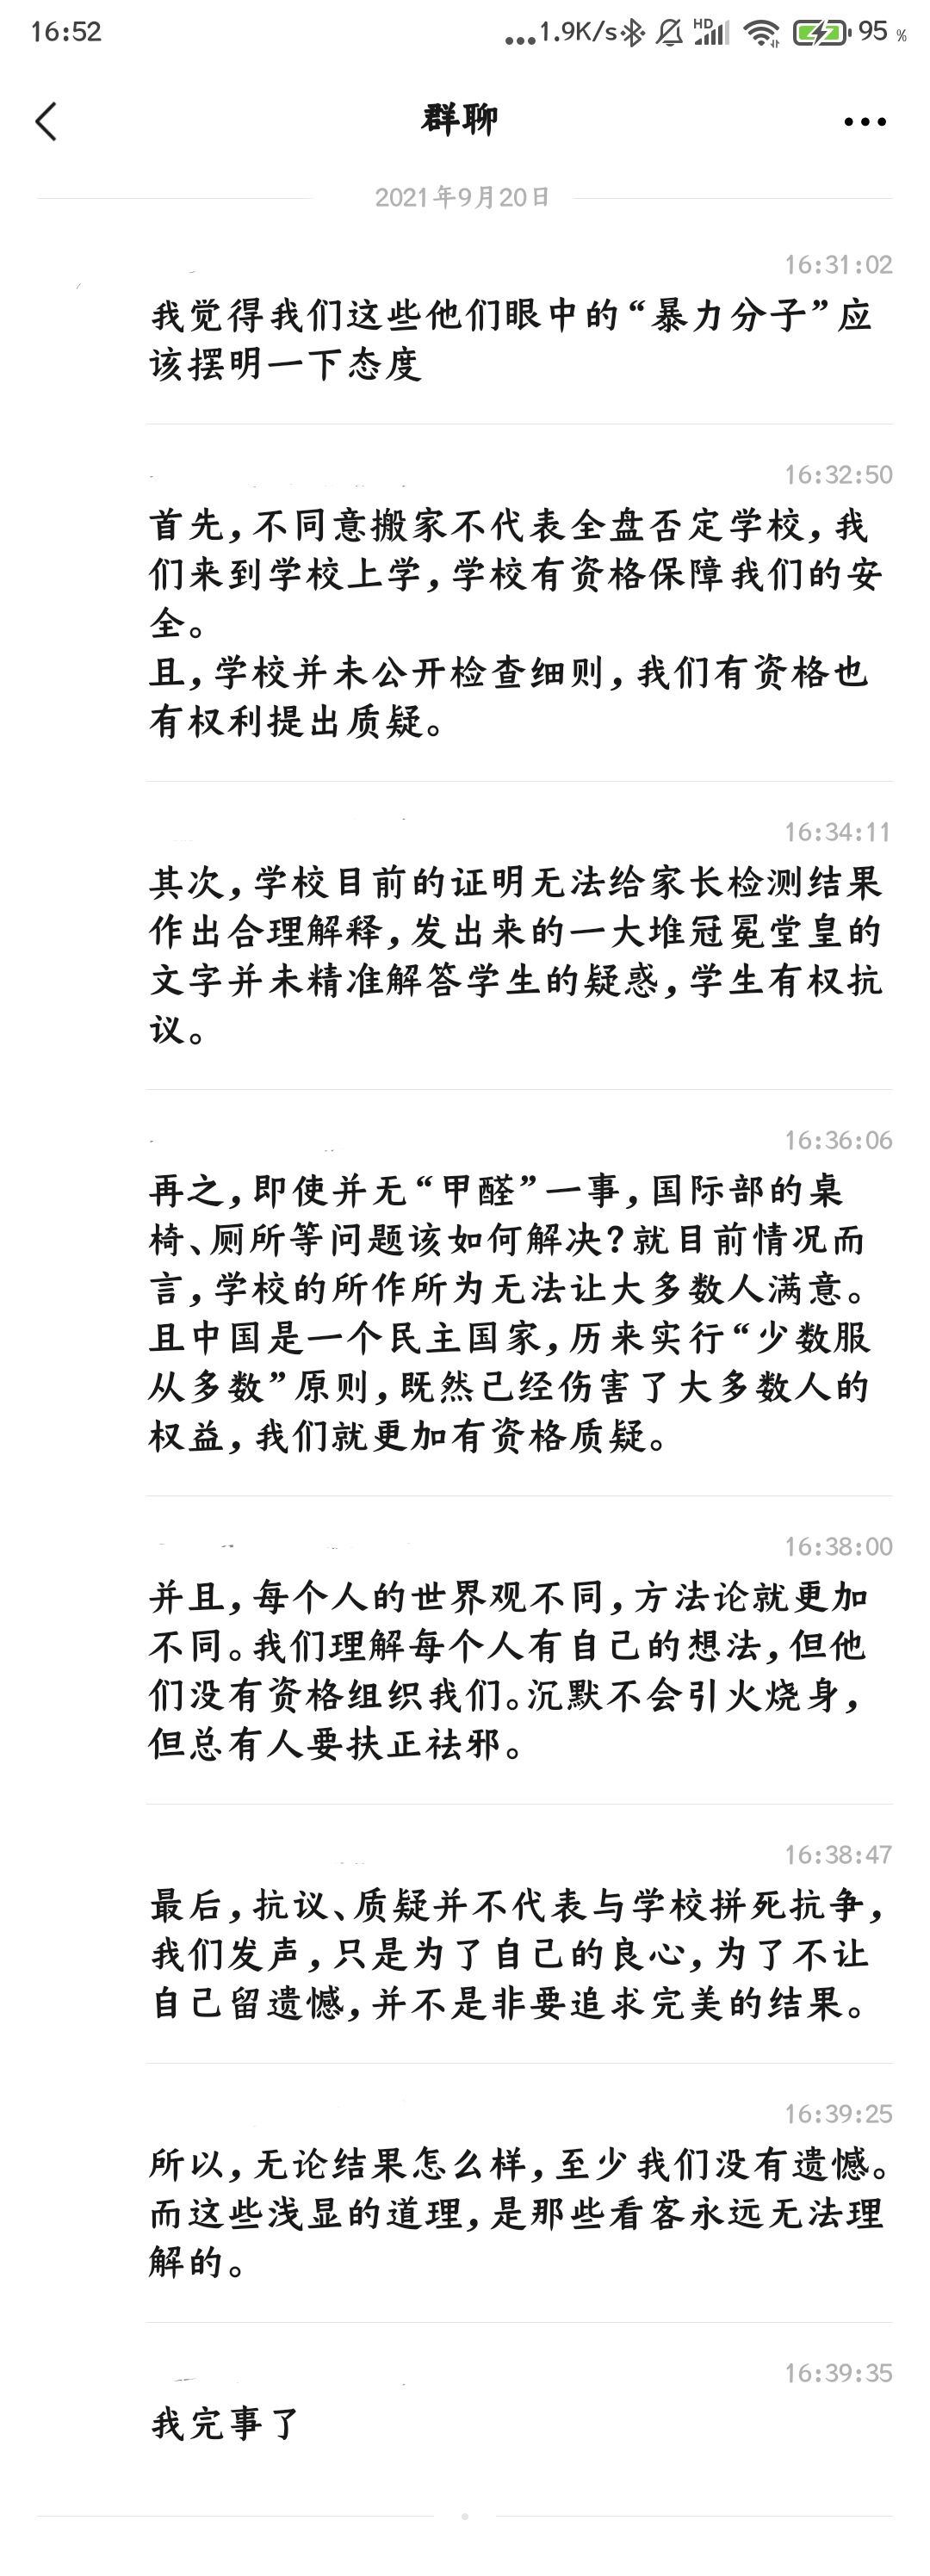 16:52
...1.9K/s HD 95 %
群聊
2021年9月20日
16:31:02
我觉得我们这些他们眼中的“暴力分子”应
该摆明一下态度
16:32:50
首先,不同意搬家不代表全盘否定学校,我
们来到学校上学,学校有资格保障我们的安
全。
且,学校并未公开检查细则,我们有资格也
有权利提出质疑。
16:34:11
其次,学校目前的证明无法给家长检测结果
作出合理解释,发出来的一大堆冠冕堂皇的
文字并未精准解答学生的疑惑,学生有权抗
议。
16:36:06
再之,即使并无“甲醛”一事,国际部的桌
椅、厕所等问题该如何解决?就目前情况而
言,学校的所作所为无法让大多数人满意。
且中国是一个民主国家,历来实行“少数服
从多数”原则,既然已经伤害了大多数人的
权益,我们就更加有资格质疑。
16:38:00
并且,每个人的世界观不同,方法论就更加
不同。我们理解每个人有自己的想法,但他
们没有资格组织我们。沉默不会引火烧身,
但总有人要扶正祛邪。
16:38:47
最后,抗议、质疑并不代表与学校拼死抗争,
我们发声,只是为了自己的良心,为了不让
自己留遗憾,并不是非要追求完美的结果。
16:39:25
所以,无论结果怎么样,至少我们没有遗憾。
而这些浅显的道理,是那些看客永远无法理
解的。
16:39:35
我完事了